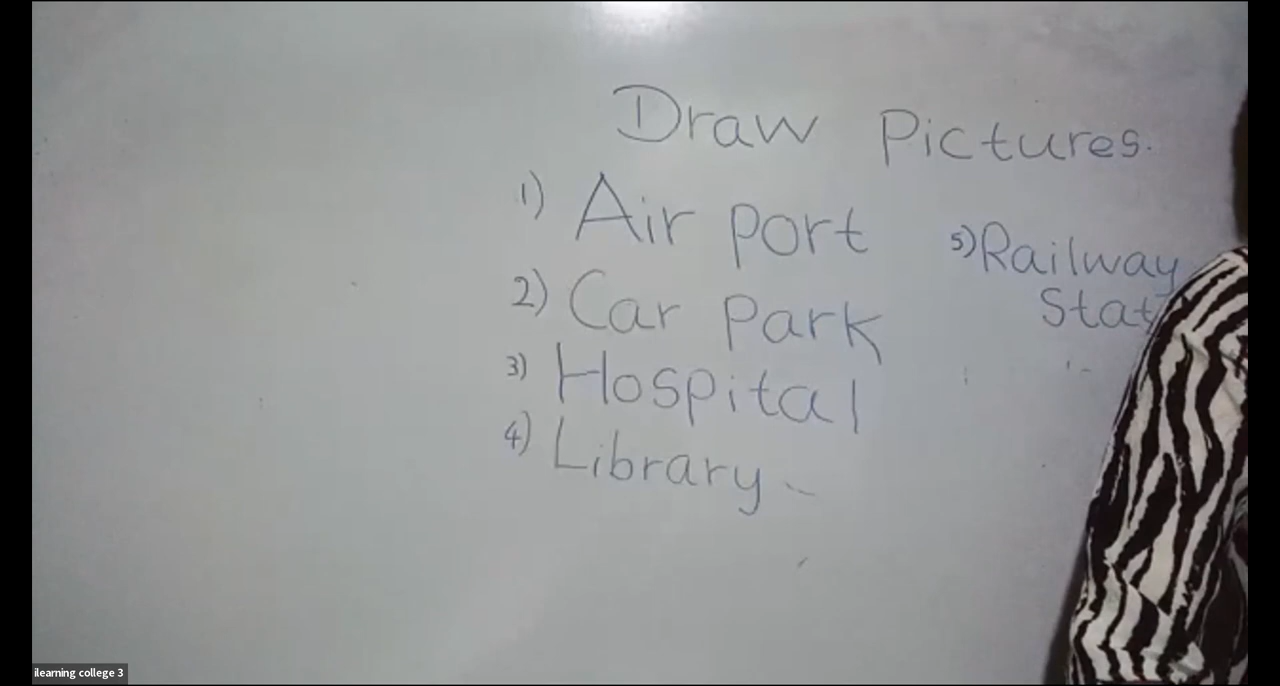 Draw Pictures.
1) Air port
2) Car Park
3) Hospital
4) Library
5) Railway
ilearning college 3